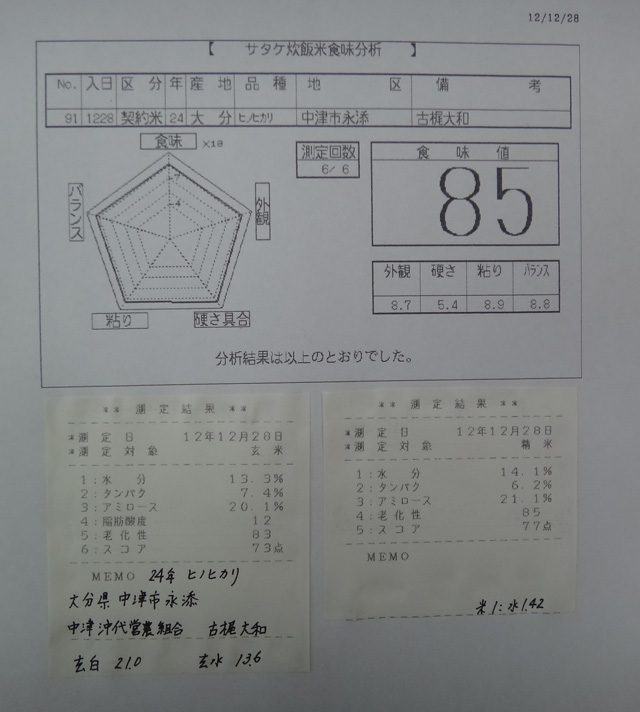 12/12/28
【 サタケ炊飯米食味分析 】
No. 入日 区分 年 産地 品種 地区 備考
91 1228 契約米 24 大分 ヒノヒカリ 中津市永添 古梶大和
食味 ×10
7
4
バランス
外観
粘り
硬さ具合
測定回数
6/ 6
食味値
85
外観 硬さ 粘り バランス
8.7 5.4 8.9 8.8
分析結果は以上のとおりでした。
** 測定結果 **
*測定日 12年12月28日
*測定対象 玄米
1:水分 13.3%
2:タンパク 7.4%
3:アミロース 20.1%
4:脂肪酸度 12
5:老化性 83
6:スコア 73点
MEMO 24年 ヒノヒカリ
大分県中津市永添
中津沖代営農組合 古梶大和
玄白 21.0 玄水 13.6
** 測定結果 **
*測定日 12年12月28日
*測定対象 精米
1:水分 14.1%
2:タンパク 6.2%
3:アミロース 21.1%
4:老化性 85
5:スコア 77点
MEMO
米1:水1.42